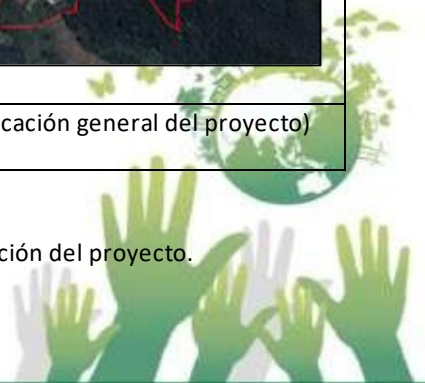 cación general del proyecto)
ción del proyecto.